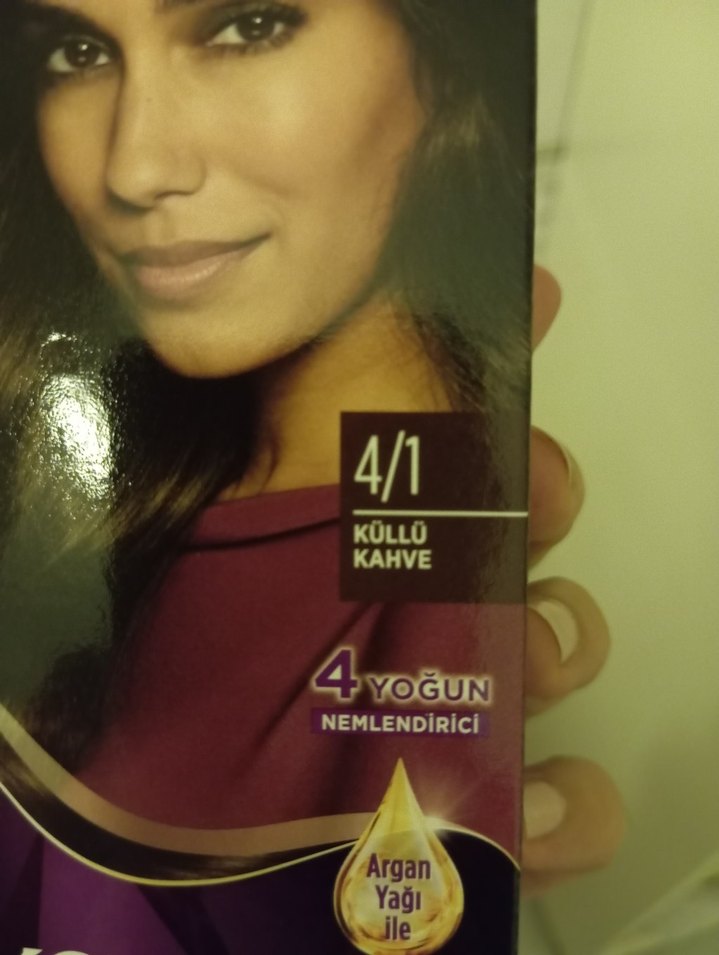 4/1
KÜLLÜ
KAHVE
4 YOĞUN
NEMLENDİRİCİ
Argan
Yağı
ile